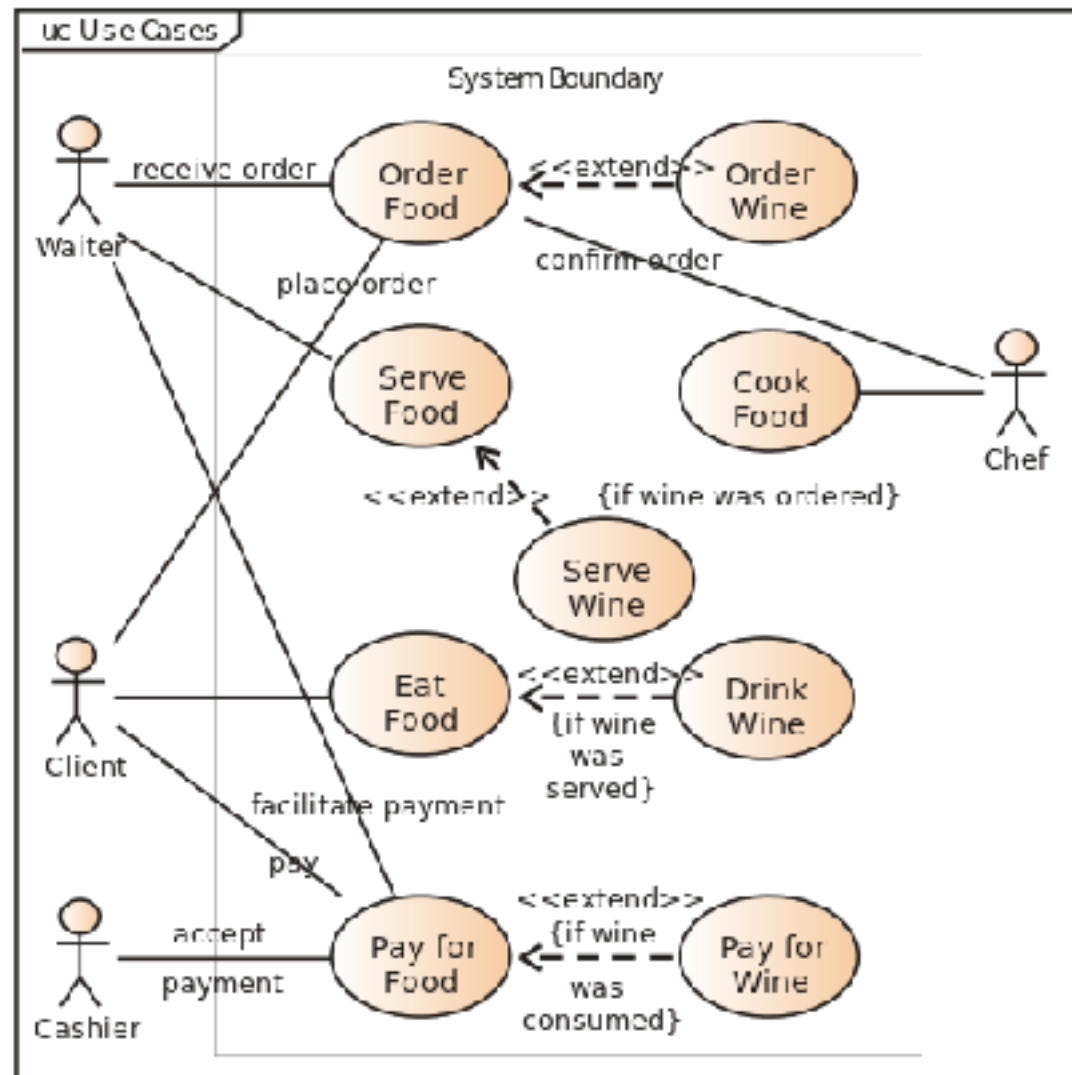 uc Use Cases
System Boundary
receive order
Order
Food
<<extend>>
Order
Wine
Waiter
place order
confirm order
Serve
Food
Cook
Food
Chef
<<extend>>
{if wine was ordered}
Serve
Wine
Eat
Food
<<extend>>
{if wine
was
served}
Drink
Wine
Client
facilitate payment
pay
accept
payment
Pay for
Food
<<extend>>
{if wine
was
consumed}
Pay for
Wine
Cashier